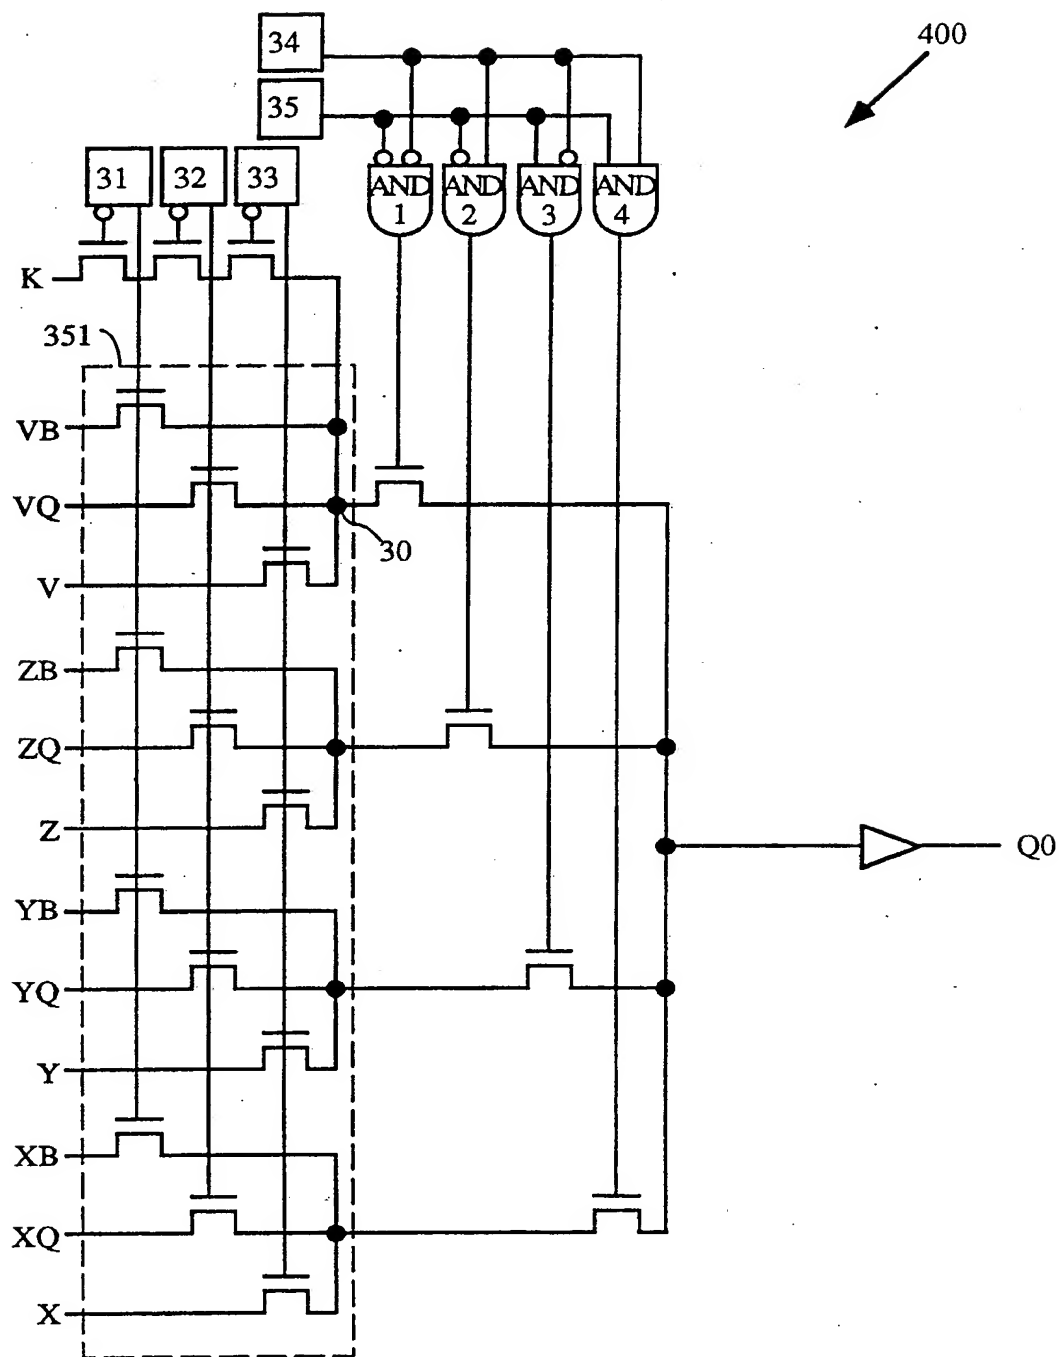 34
400
35
31 32 33
AND 1 AND 2 AND 3 AND 4
K
351
VB
VQ
30
V
ZB
ZQ
Z
Q0
YB
YQ
Y
XB
XQ
X